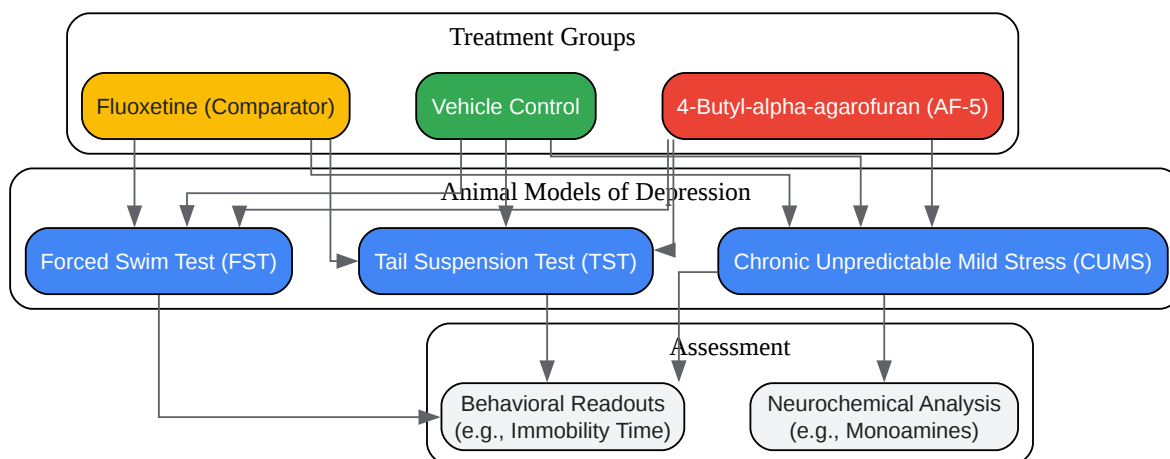 Treatment Groups
Fluoxetine (Comparator)
Vehicle Control
4-Butyl-alpha-agarofuran (AF-5)
Animal Models of Depression
Forced Swim Test (FST)
Tail Suspension Test (TST)
Chronic Unpredictable Mild Stress (CUMS)
Assessment
Behavioral Readouts
(e.g., Immobility Time)
Neurochemical Analysis
(e.g., Monoamines)